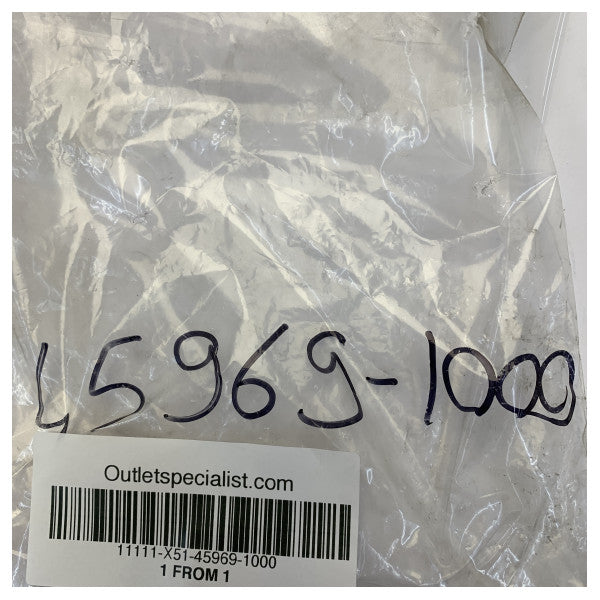 45969-1000
Outletspecialist.com
11111-X51-45969-1000
1 FROM 1